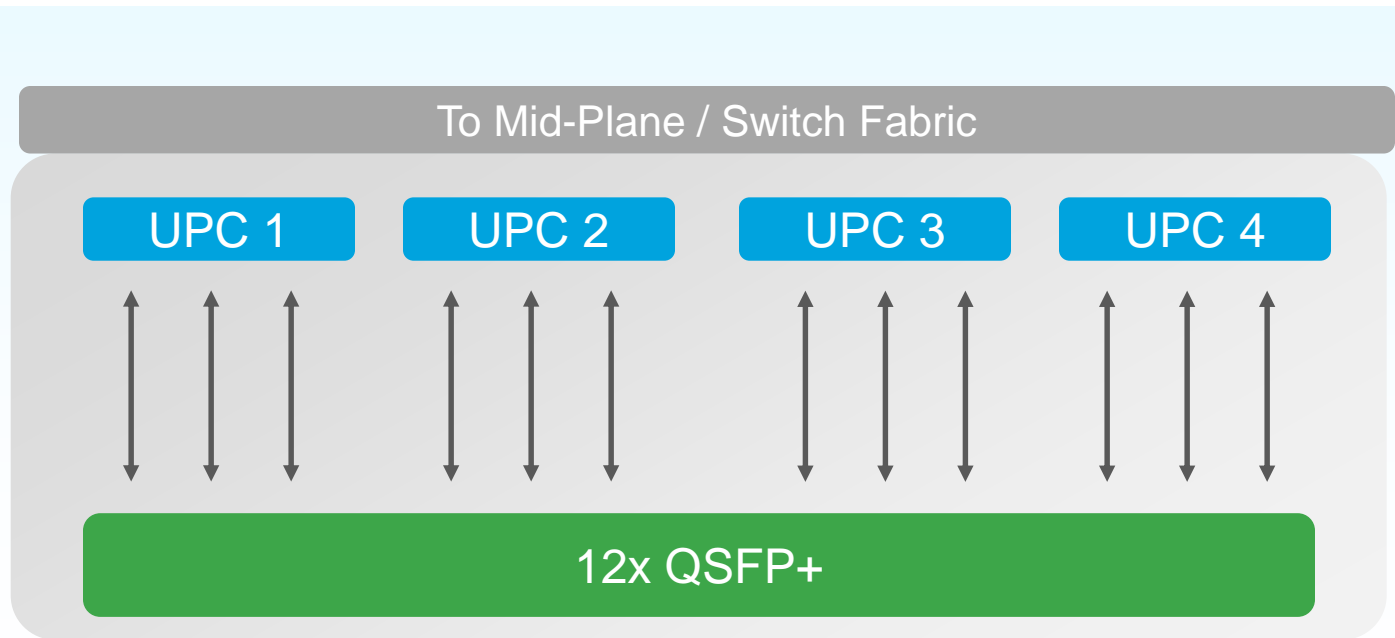 To Mid-Plane / Switch Fabric
UPC 1
UPC 2
UPC 3
UPC 4
12x QSFP+